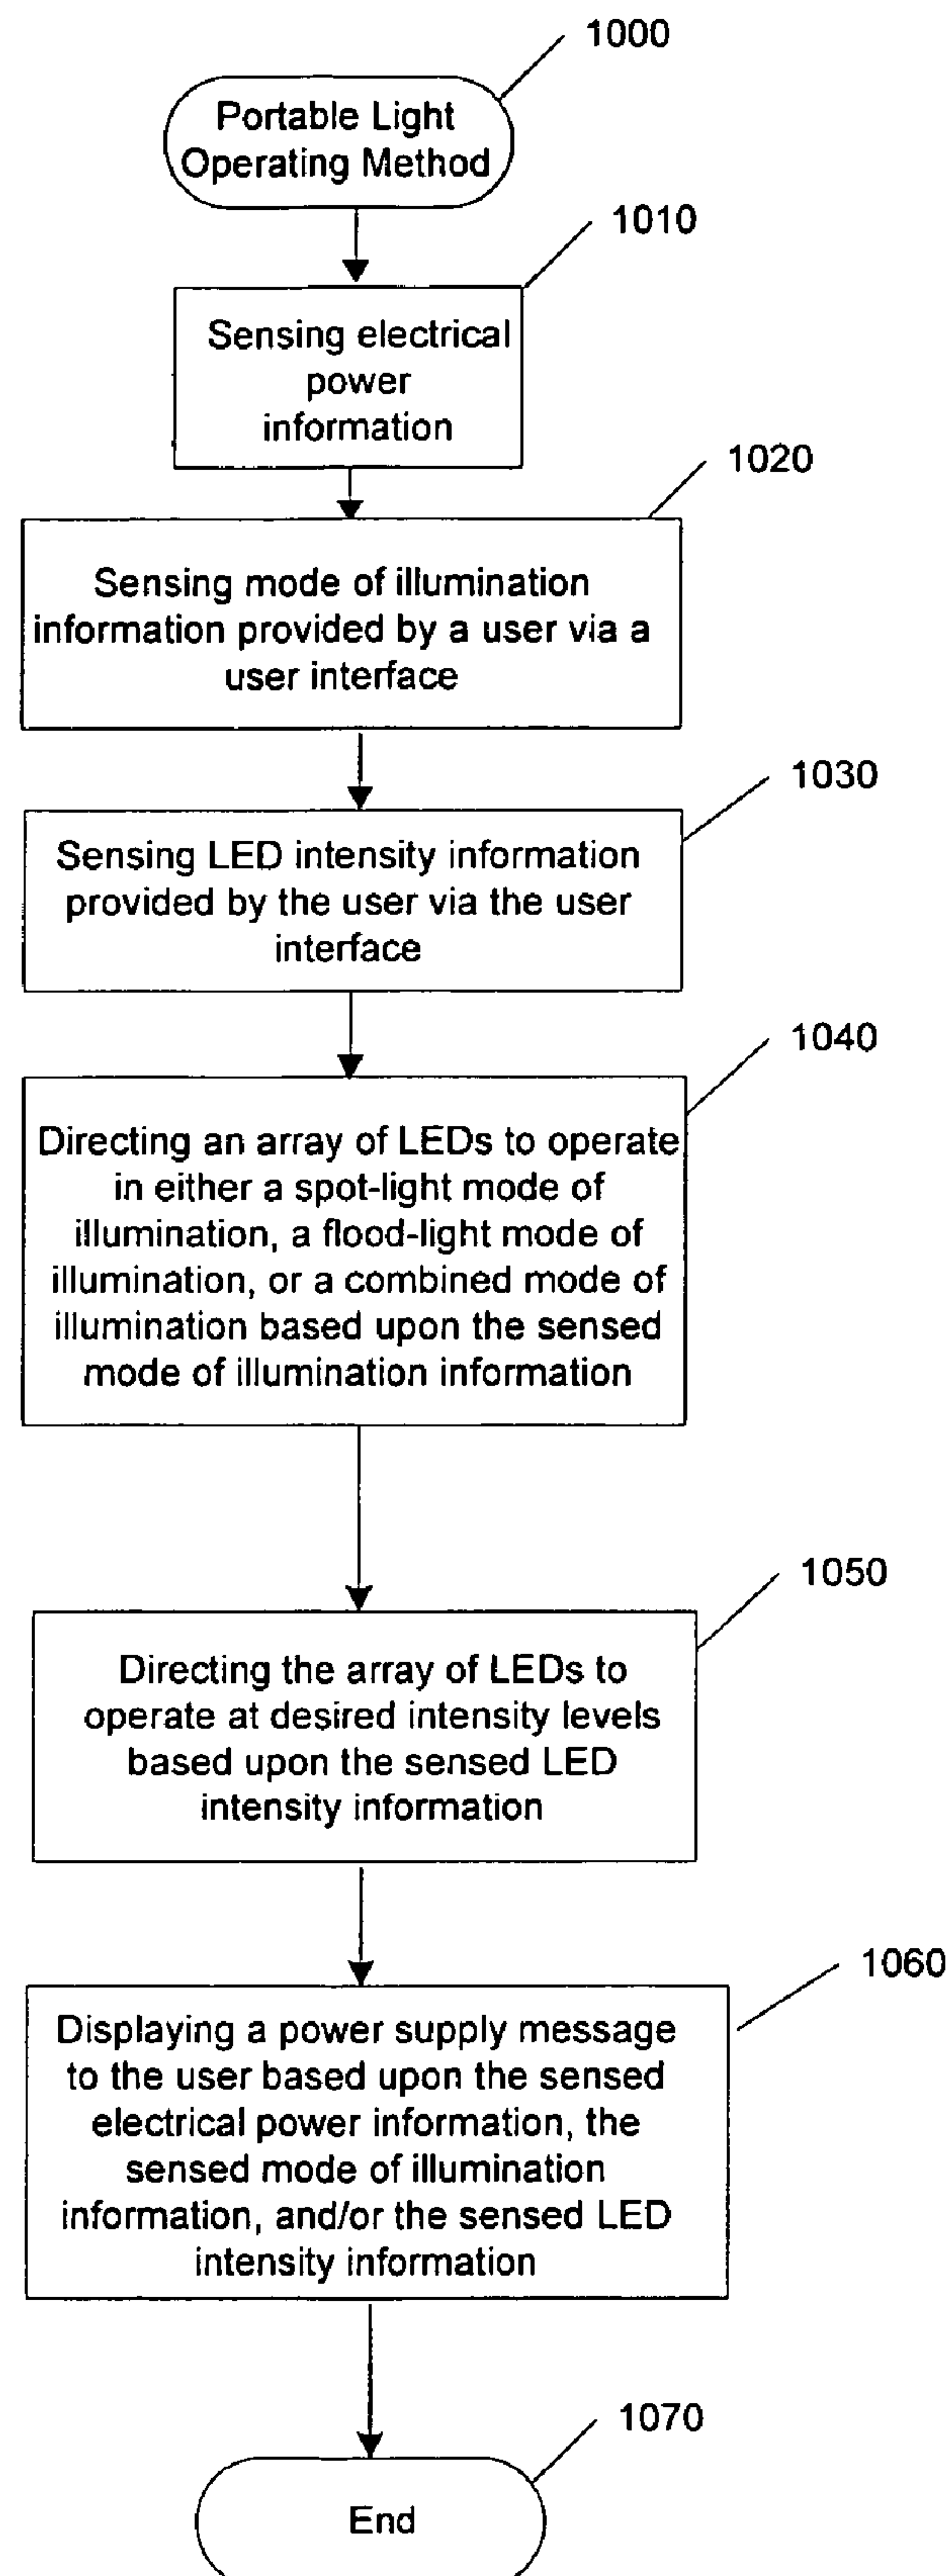 1000
Portable Light
Operating Method
1010
Sensing electrical
power
information
1020
Sensing mode of illumination
information provided by a user via a
user interface
1030
Sensing LED intensity information
provided by the user via the user
interface
1040
Directing an array of LEDs to operate
in either a spot-light mode of
illumination, a flood-light mode of
illumination, or a combined mode of
illumination based upon the sensed
mode of illumination information
1050
Directing the array of LEDs to
operate at desired intensity levels
based upon the sensed LED
intensity information
1060
Displaying a power supply message
to the user based upon the sensed
electrical power information, the
sensed mode of illumination
information, and/or the sensed LED
intensity information
1070
End